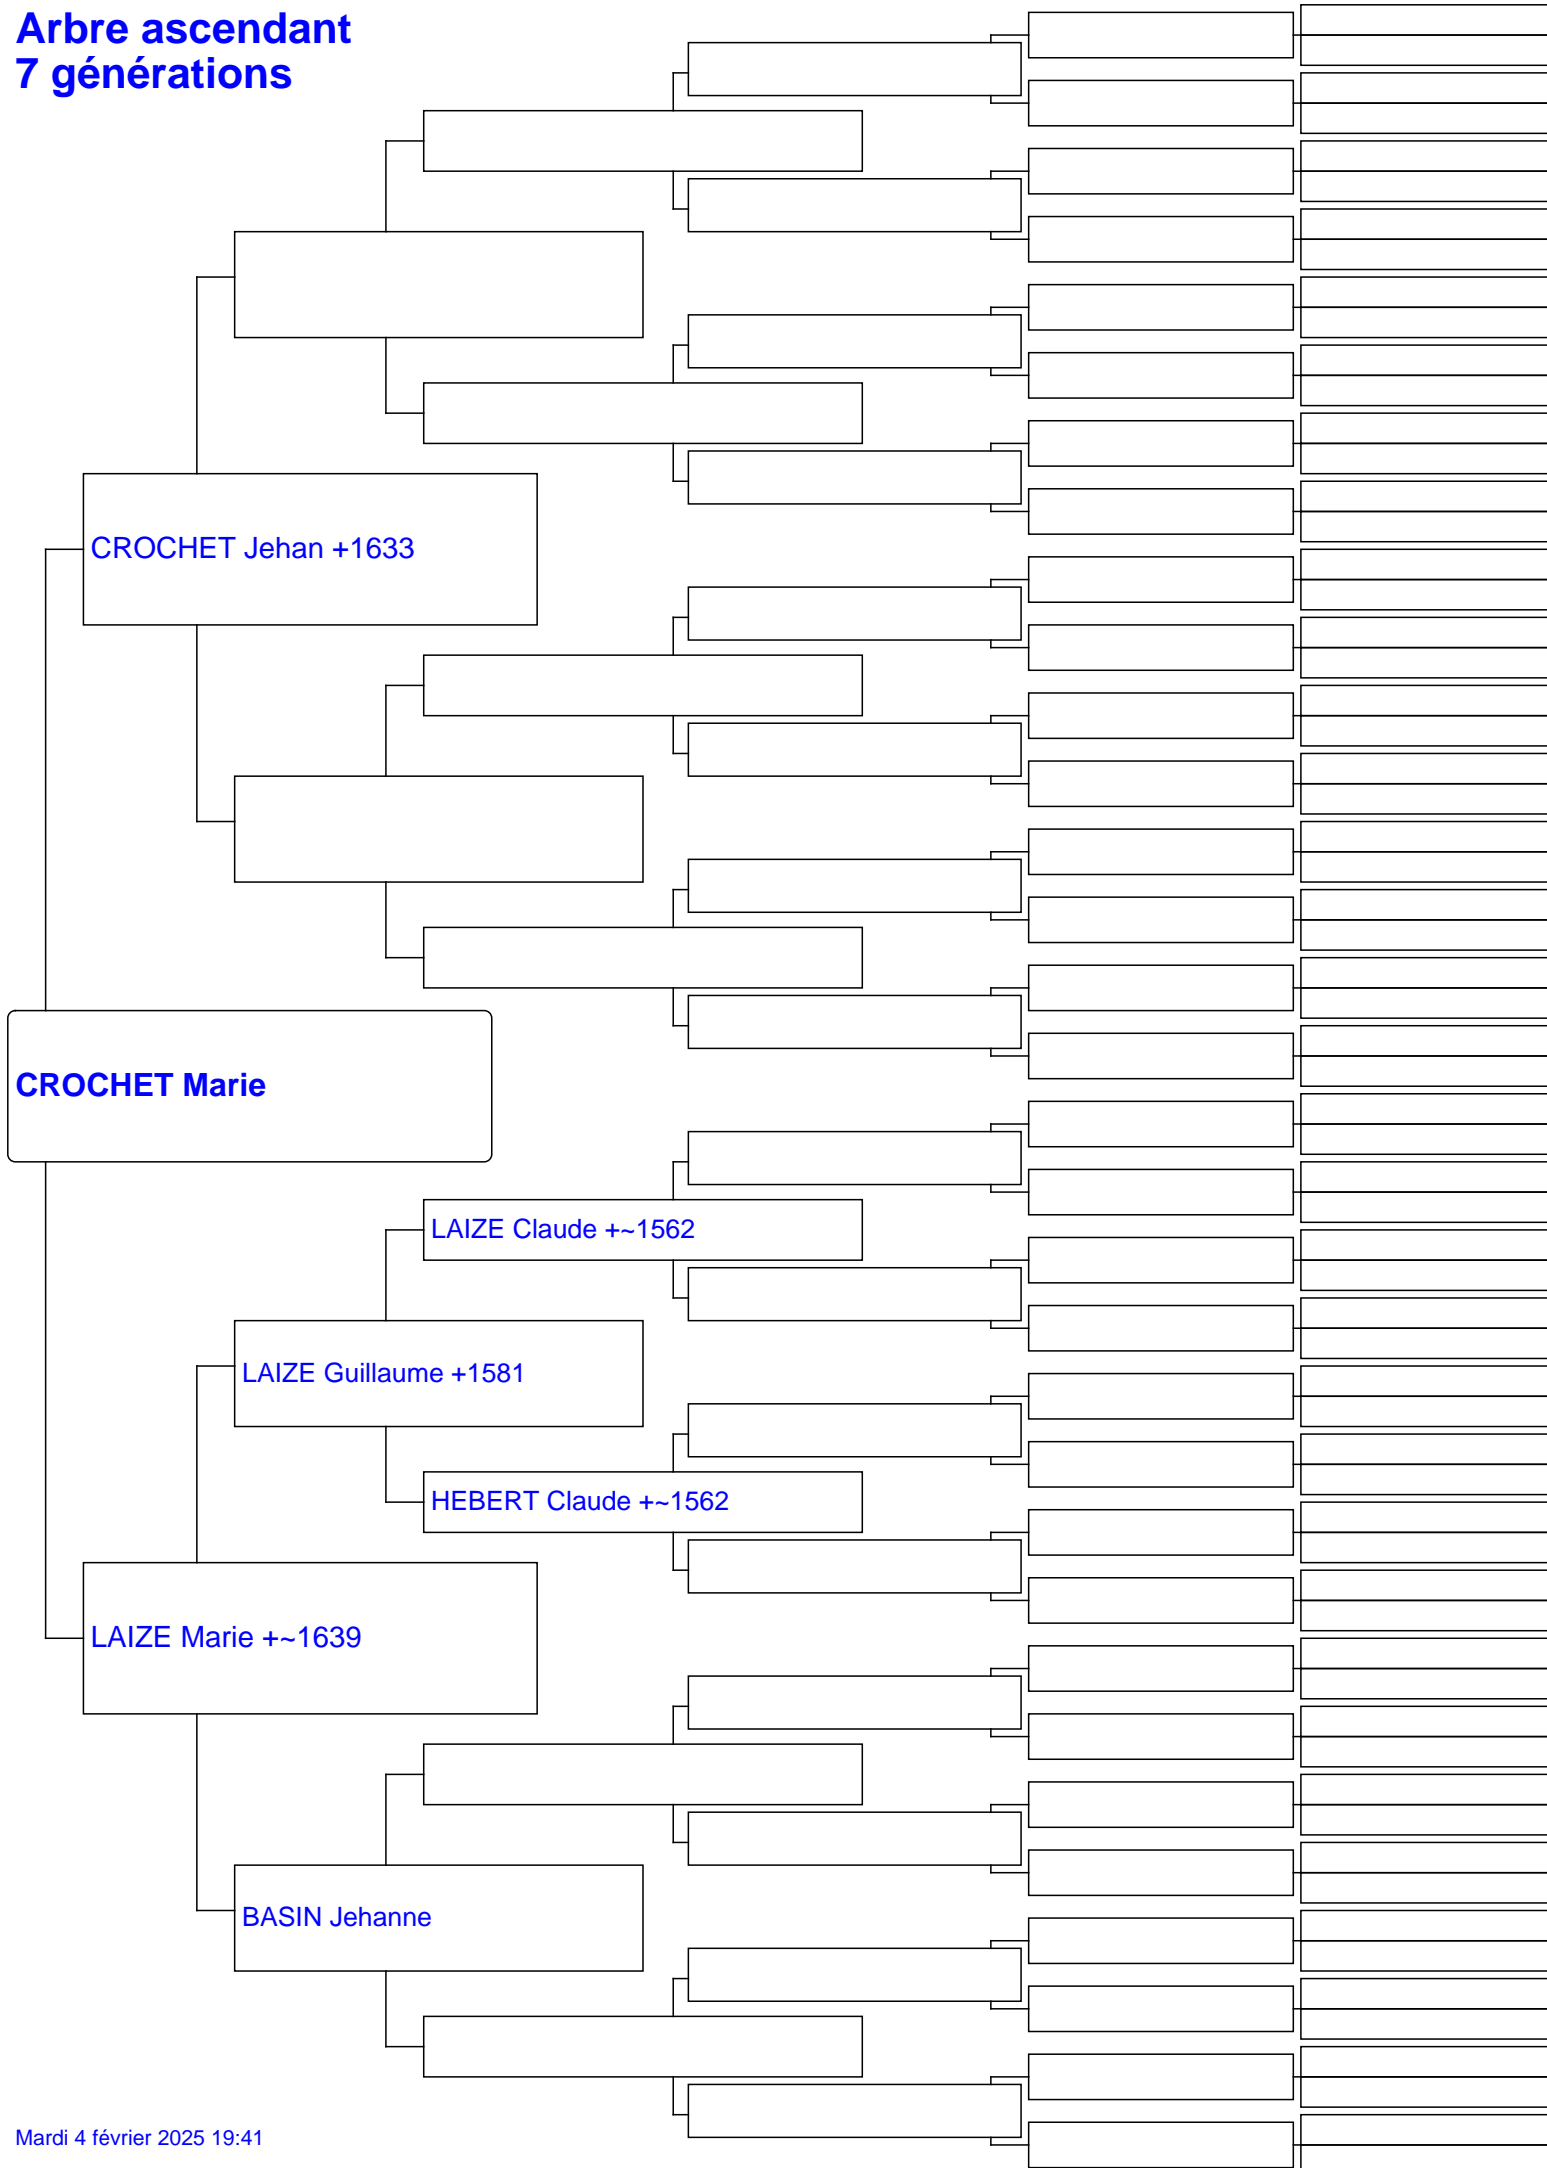 Arbre ascendant
7 générations
CROCHET Jehan +1633
CROCHET Marie
LAIZE Claude +~1562
LAIZE Guillaume +1581
HEBERT Claude +~1562
LAIZE Marie +~1639
BASIN Jehanne
Mardi 4 février 2025 19:41